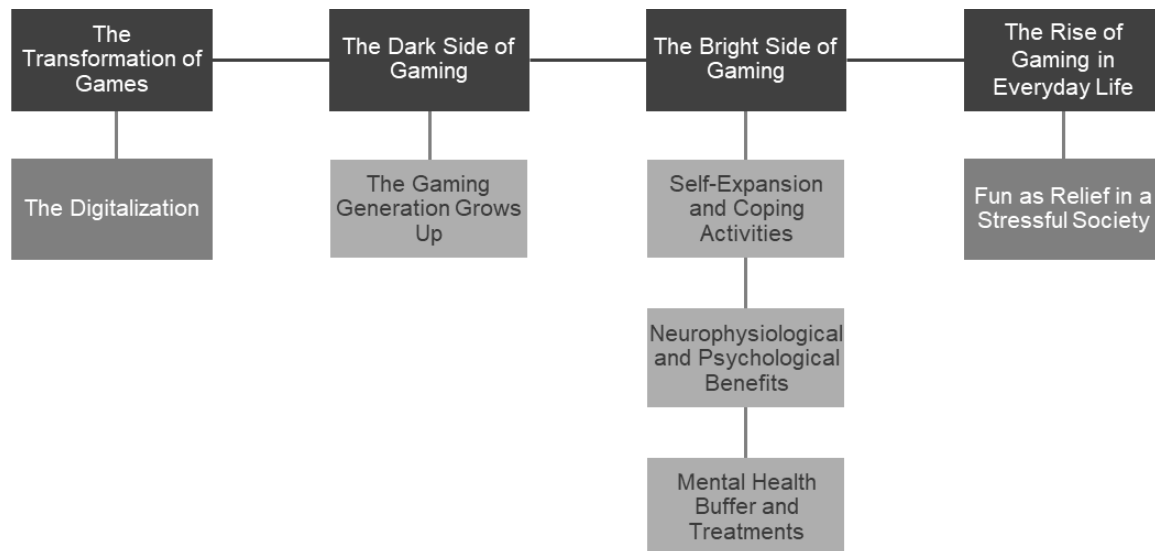 The
Transformation of
Games
The Dark Side of
Gaming
The Bright Side of
Gaming
The Rise of
Gaming in
Everyday Life
The Digitalization
The Gaming
Generation Grows
Up
Self-Expansion
and Coping
Activities
Fun as Relief in a
Stressful Society
Neurophysiological
and Psychological
Benefits
Mental Health
Buffer and
Treatments